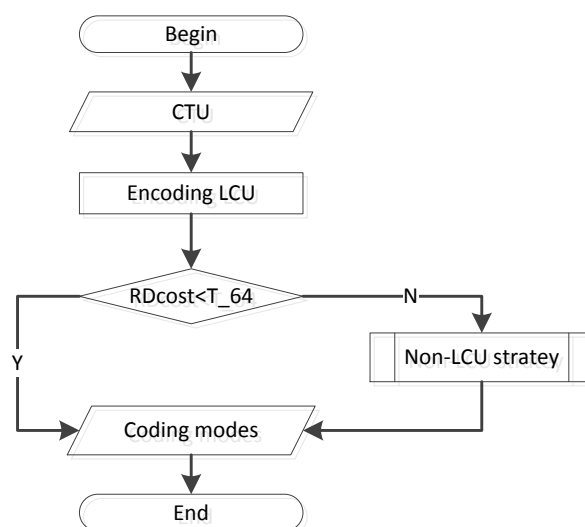 Begin
CTU
Encoding LCU
RDcost<T_64
N
Y
Non-LCU stratey
Coding modes
End